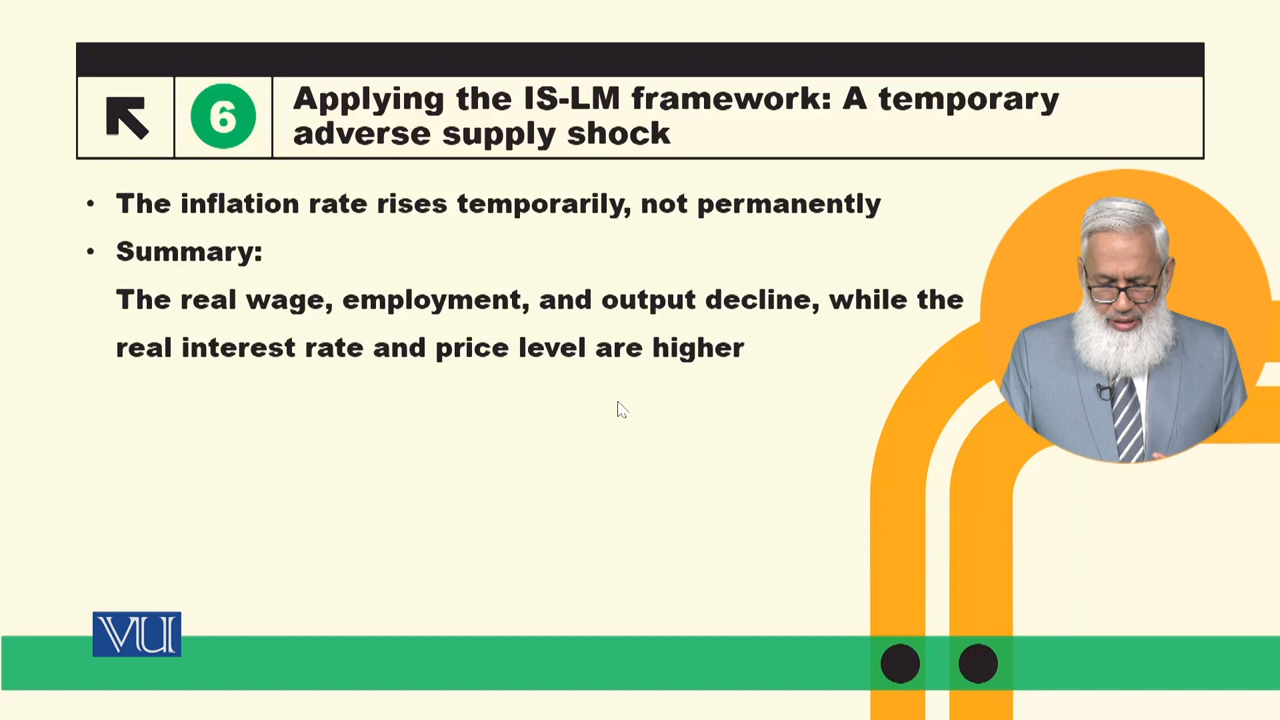 6
Applying the IS-LM framework: A temporary
adverse supply shock
• The inflation rate rises temporarily, not permanently
• Summary:
The real wage, employment, and output decline, while the
real interest rate and price level are higher
VU